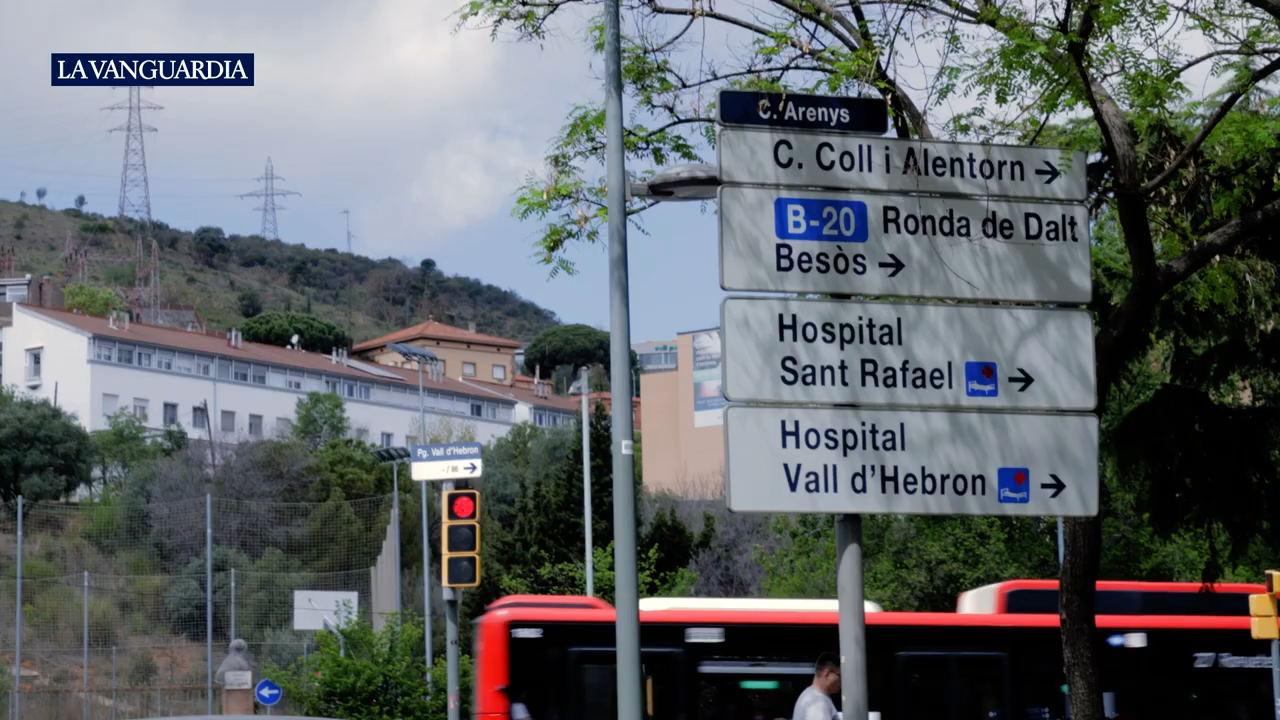 LA VANGUARDIA
C. Arenys
C. Coll i Alentorn
B-20 Ronda de Dalt
Besòs
Hospital
Sant Rafael
Hospital
Vall d'Hebron
Pg. Vall d'Hebron